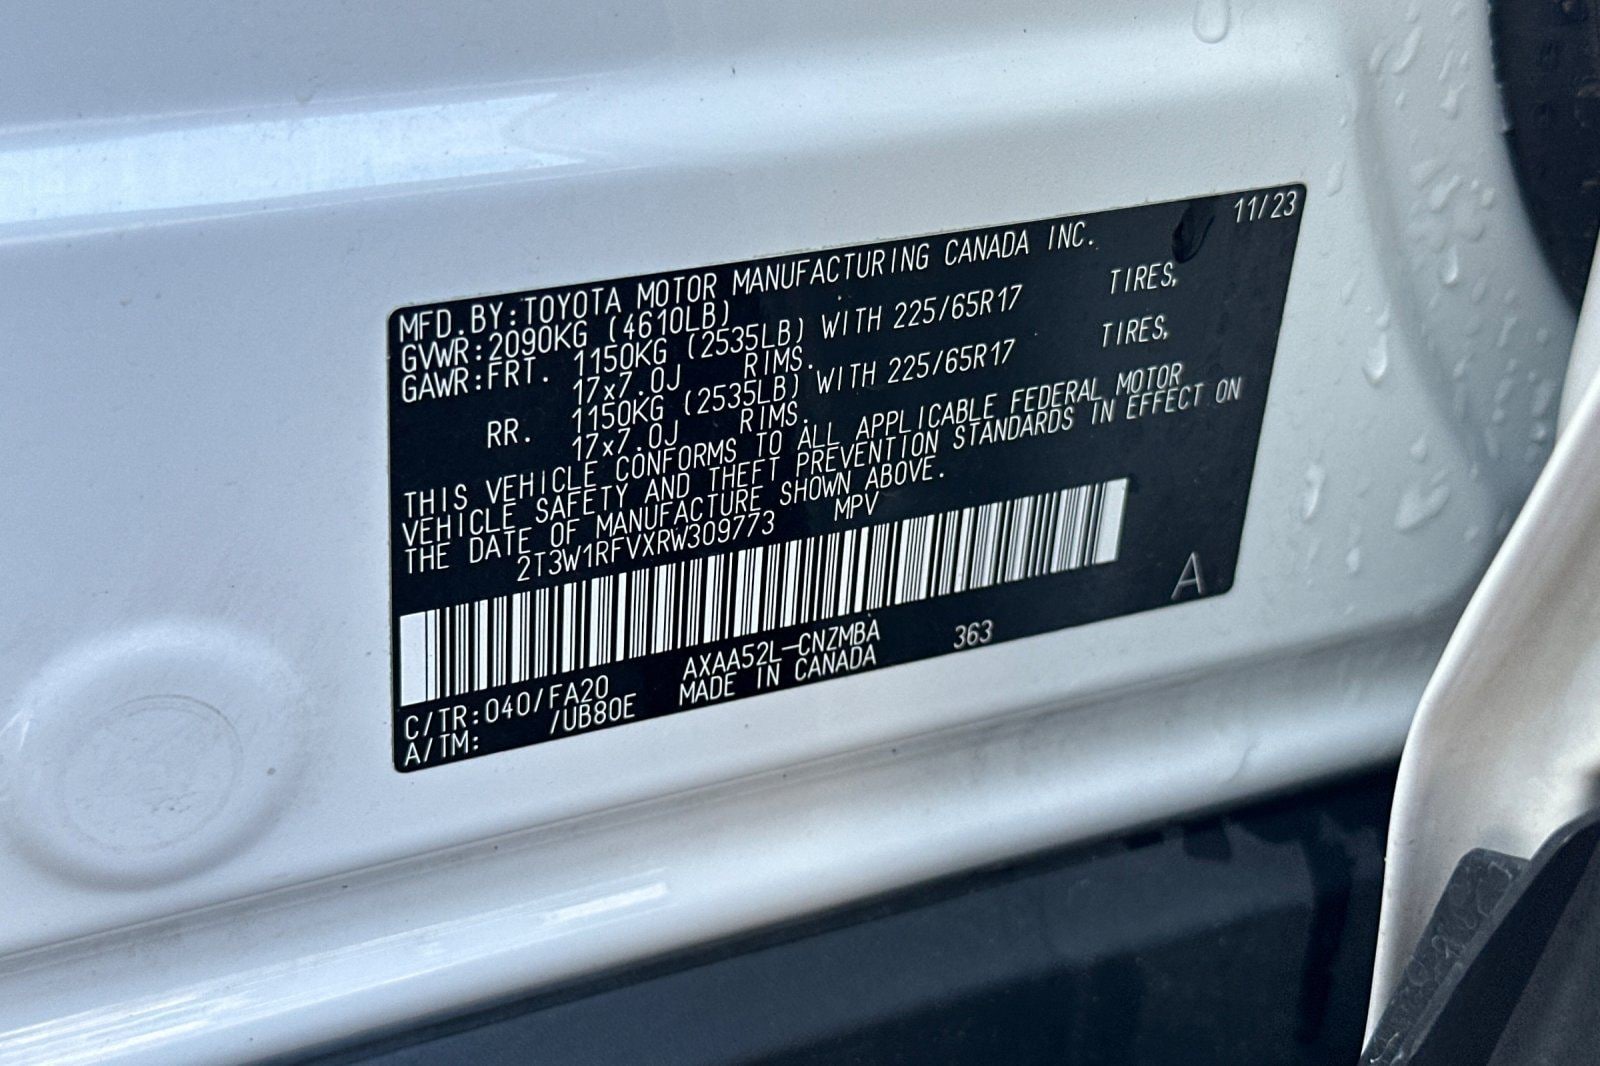 11/23
MFD.BY:TOYOTA MOTOR MANUFACTURING CANADA INC.
GVWR:2090KG (4610LB)
GAWR:FRT. 1150KG (2535LB) WITH 225/65R17 TIRES,
17x7.0J RIMS.
RR. 1150KG (2535LB) WITH 225/65R17 TIRES,
17x7.0J RIMS.
THIS VEHICLE CONFORMS TO ALL APPLICABLE FEDERAL MOTOR
VEHICLE SAFETY AND THEFT PREVENTION STANDARDS IN EFFECT ON
THE DATE OF MANUFACTURE SHOWN ABOVE.
2T3W1RFVXRW309773 MPV
A
AXAA52L-CNZMBA 363
C/TR:040/FA20 MADE IN CANADA
A/TM: /UB80E